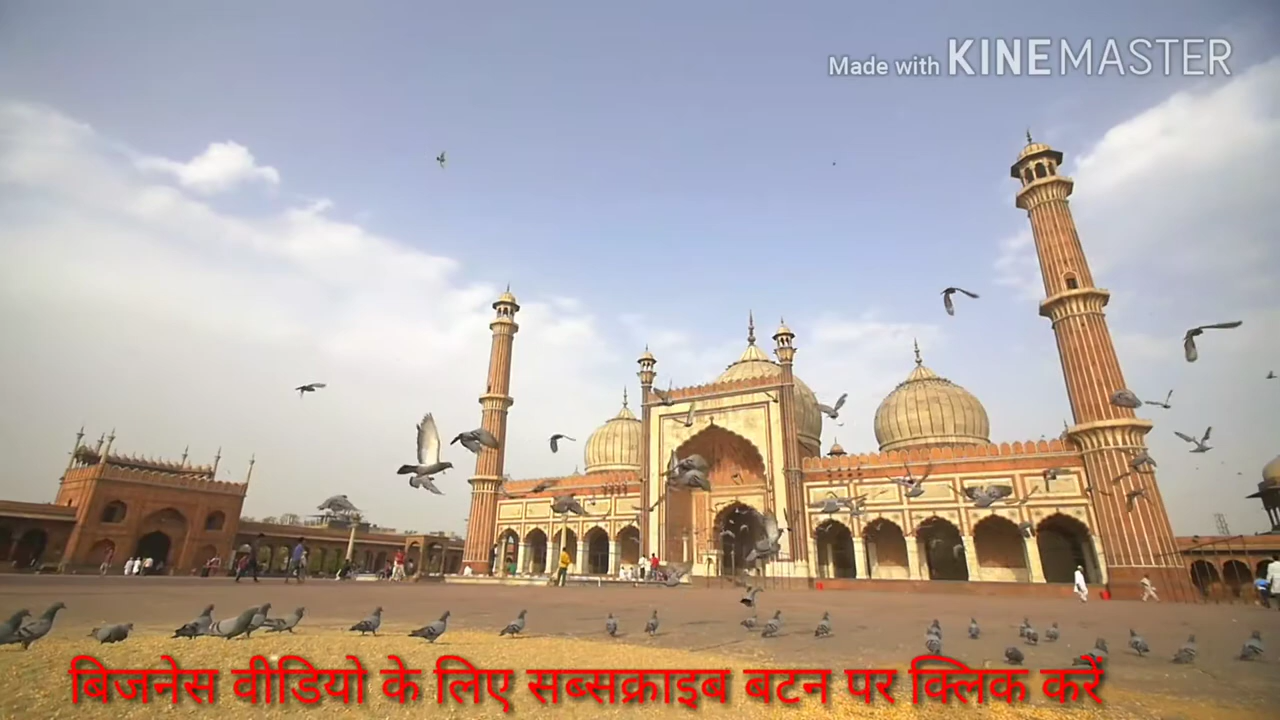 Made with KINEMASTER
बिजनेस वीडियो के लिए सब्सक्राइब बटन पर क्लिक करें